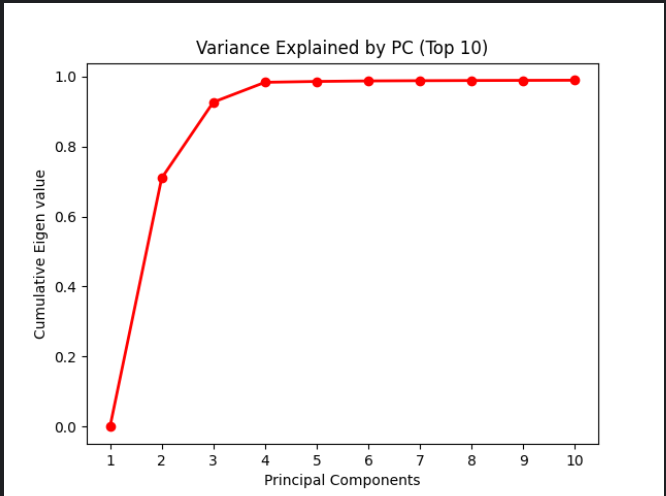 Variance Explained by PC (Top 10)
1.0
0.8
0.6
0.4
0.2
0.0
Cumulative Eigen value
1 2 3 4 5 6 7 8 9 10
Principal Components